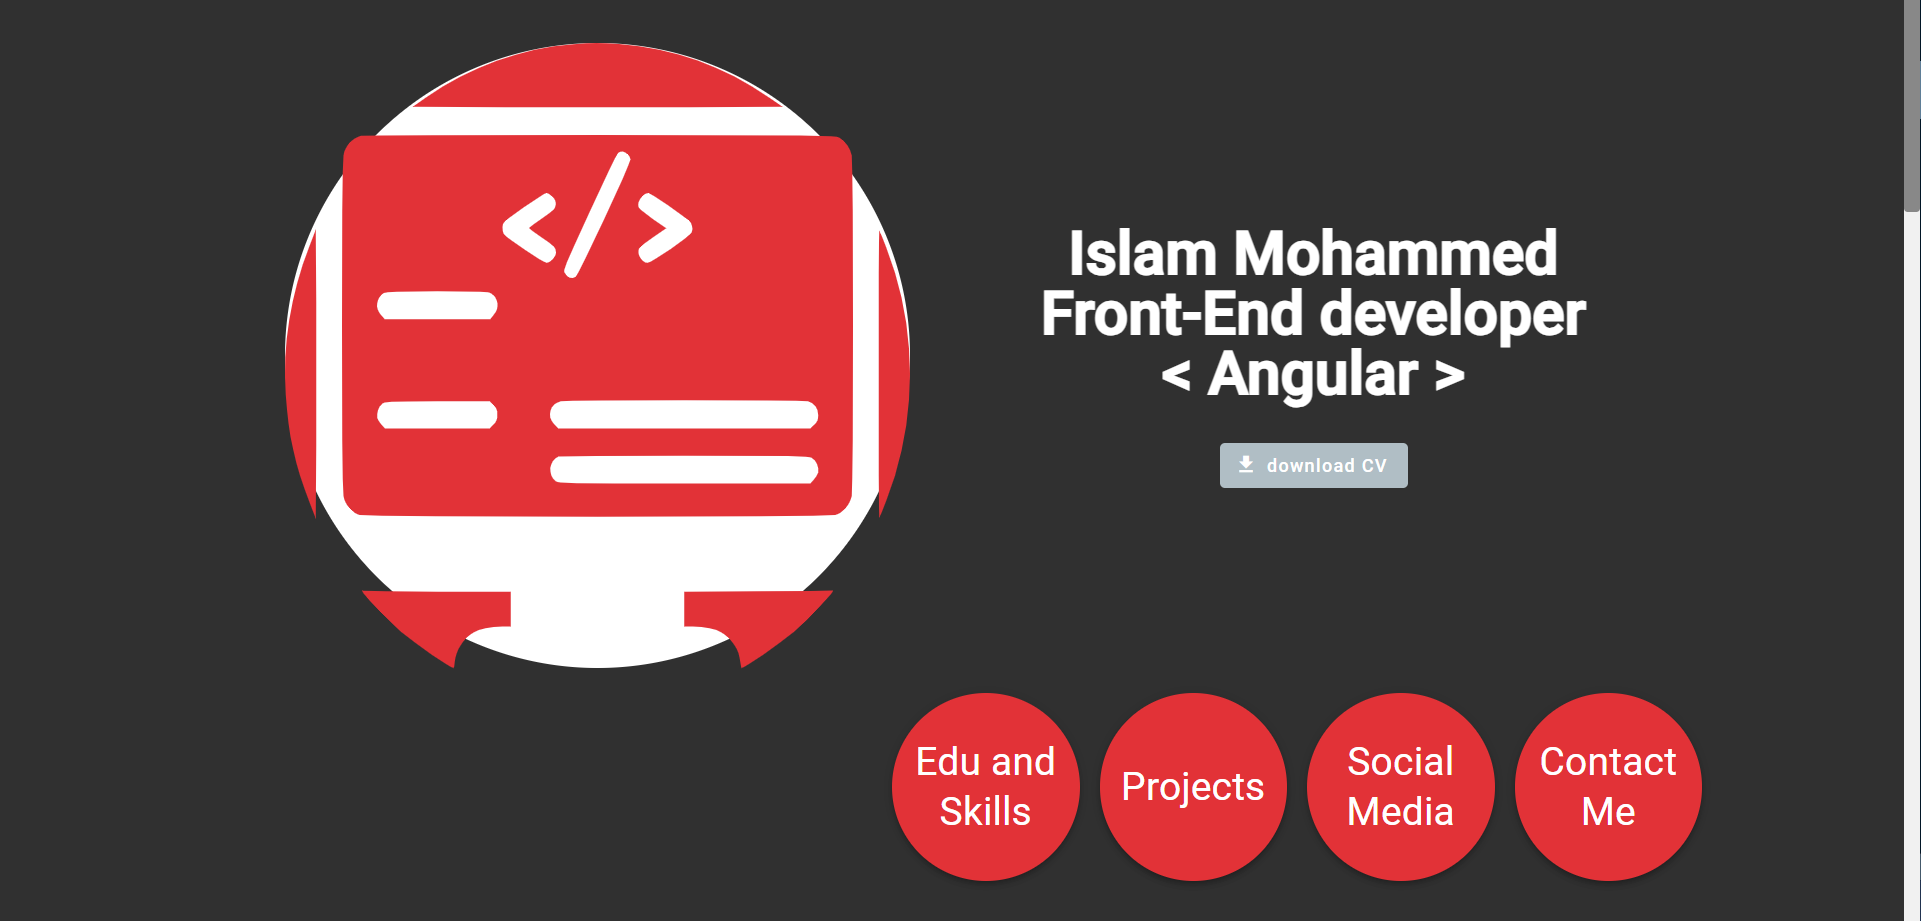 </>
Islam Mohammed
Front-End developer
< Angular >
download CV
Edu and
Skills
Projects
Social
Media
Contact
Me